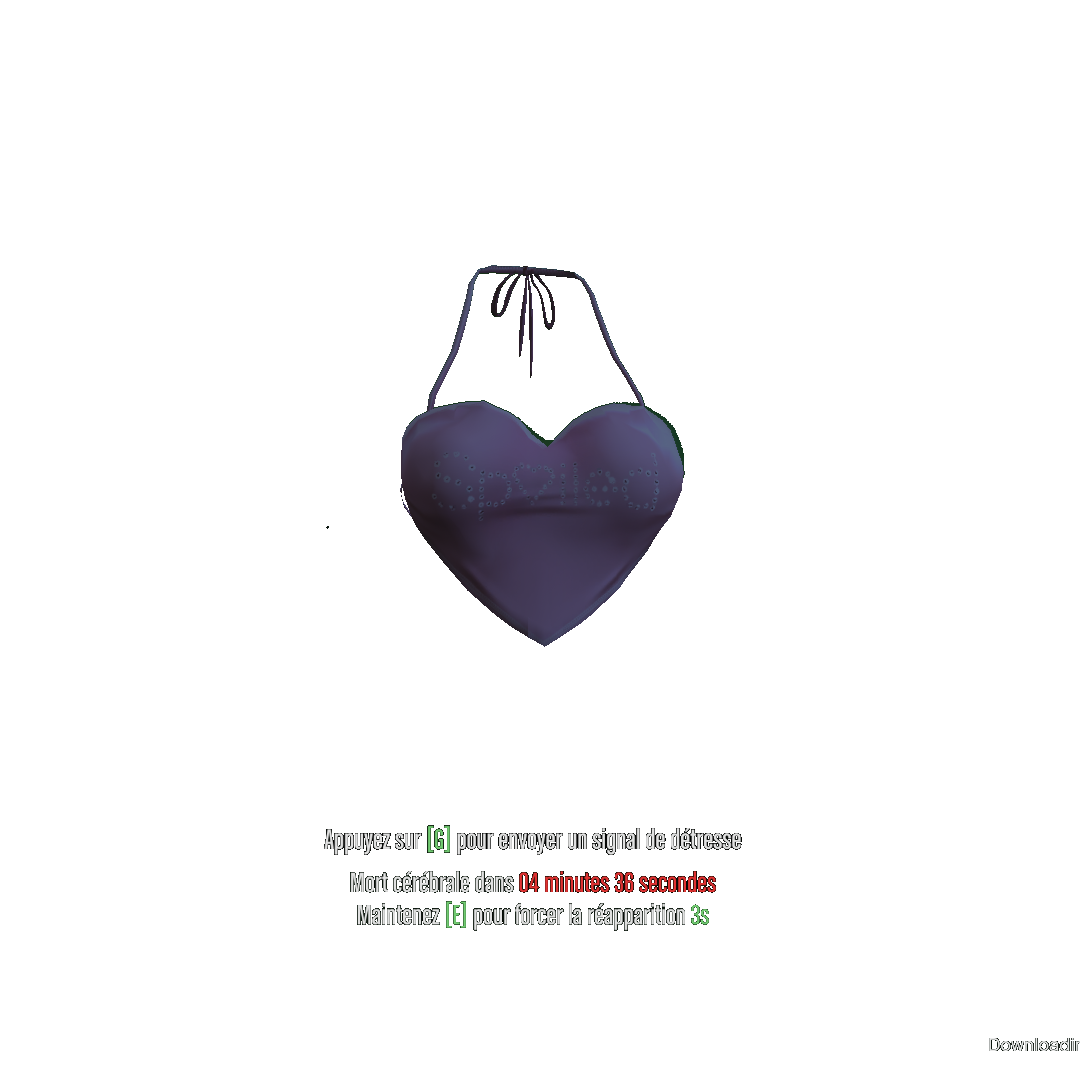 Spoiled
Appuyez sur [G] pour envoyer un signal de détresse
Mort cérébrale dans 04 minutes 36 secondes
Maintenez [E] pour forcer la réapparition 3s